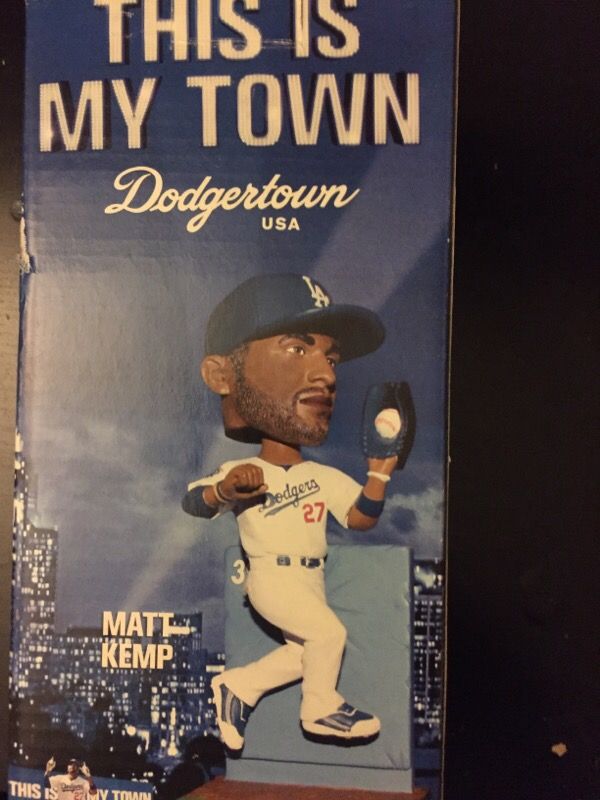 THIS IS
MY TOWN
Dodgertown
USA
LA
Dodgers
27
3
MATT
KEMP
THIS IS MY TOWN